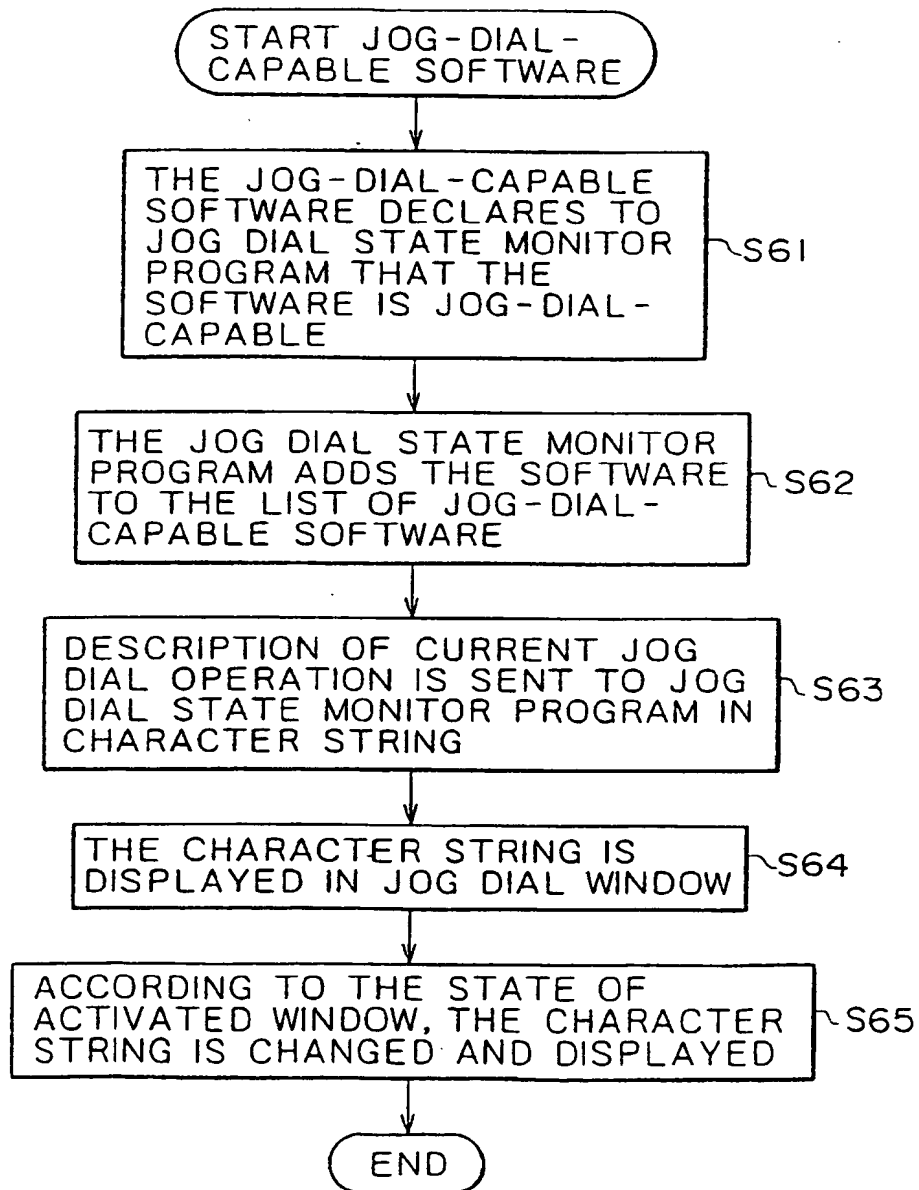 START JOG-DIAL-
CAPABLE SOFTWARE
THE JOG-DIAL-CAPABLE
SOFTWARE DECLARES TO
JOG DIAL STATE MONITOR
PROGRAM THAT THE
SOFTWARE IS JOG-DIAL-
CAPABLE
S61
THE JOG DIAL STATE MONITOR
PROGRAM ADDS THE SOFTWARE
TO THE LIST OF JOG-DIAL-
CAPABLE SOFTWARE
S62
DESCRIPTION OF CURRENT JOG
DIAL OPERATION IS SENT TO JOG
DIAL STATE MONITOR PROGRAM IN
CHARACTER STRING
S63
THE CHARACTER STRING IS
DISPLAYED IN JOG DIAL WINDOW
S64
ACCORDING TO THE STATE OF
ACTIVATED WINDOW, THE CHARACTER
STRING IS CHANGED AND DISPLAYED
S65
END